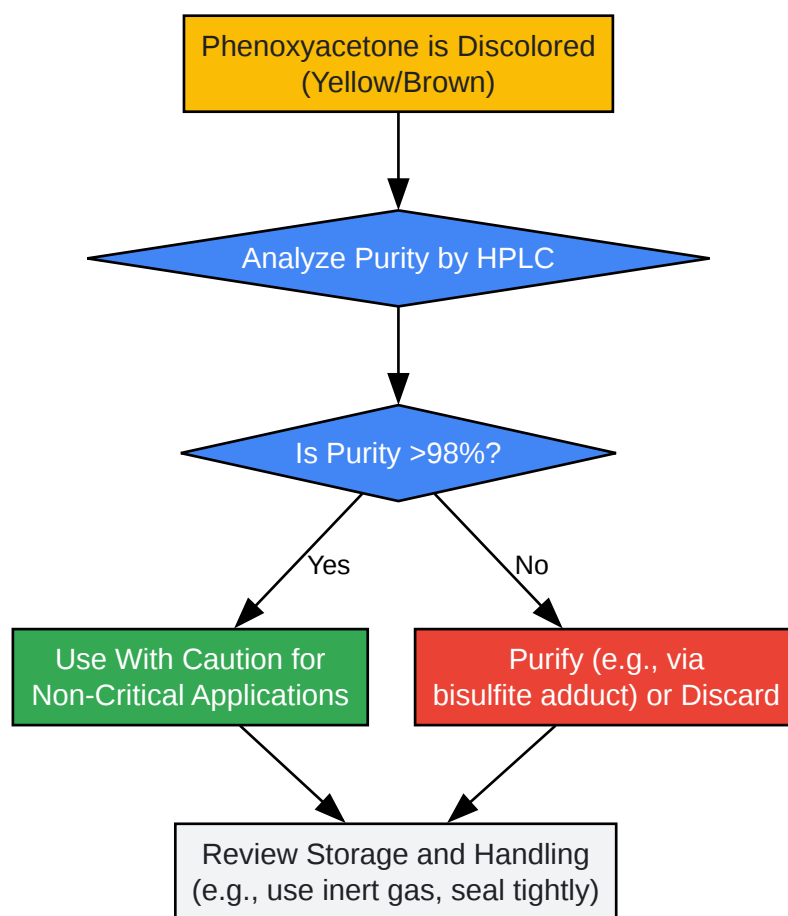 Phenoxyacetone is Discolored
(Yellow/Brown)
Analyze Purity by HPLC
Is Purity >98%?
Yes
No
Use With Caution for
Non-Critical Applications
Purify (e.g., via
bisulfite adduct) or Discard
Review Storage and Handling
(e.g., use inert gas, seal tightly)